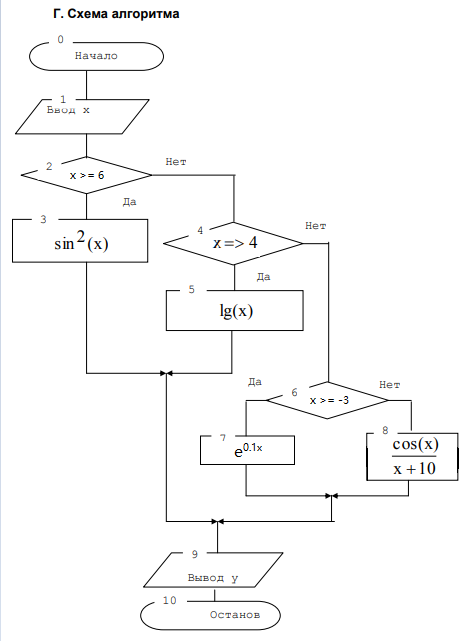 Г. Схема алгоритма
0
Начало
1
Ввод x
2
x >= 6
Нет
Да
3
sin²(x)
4
x => 4
Нет
Да
5
lg(x)
Да
6
x >= -3
Нет
7
e^0.1x
8
cos(x)
x + 10
9
Вывод y
10
Останов